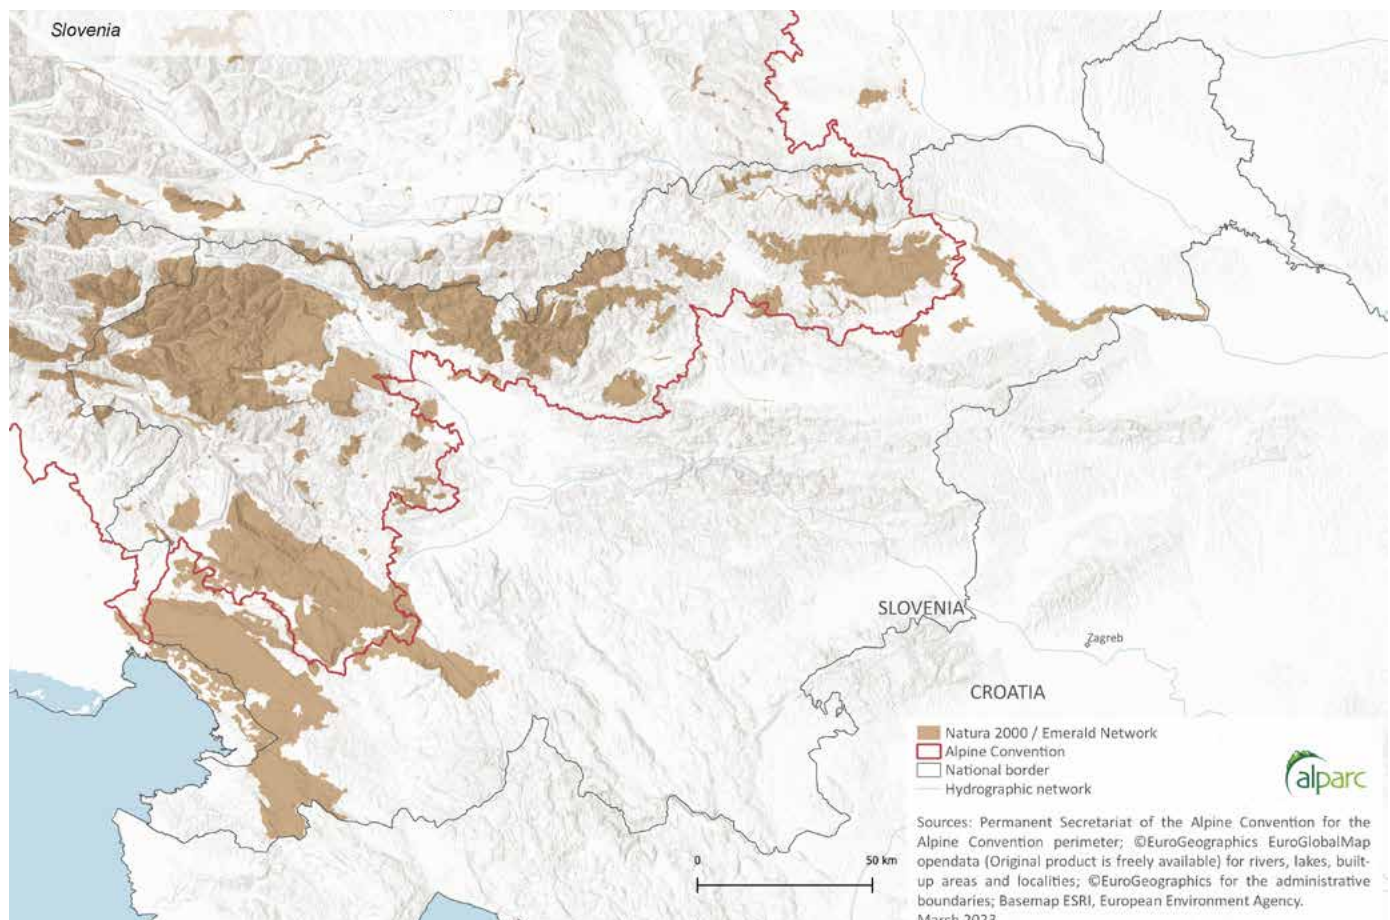 Slovenia
SLOVENIA
Zagreb
CROATIA
Natura 2000 / Emerald Network
Alpine Convention
National border
Hydrographic network
alparc
Sources: Permanent Secretariat of the Alpine Convention for the
Alpine Convention perimeter; ©EuroGeographics EuroGlobalMap
opendata (Original product is freely available) for rivers, lakes, built-
up areas and localities; ©EuroGeographics for the administrative
boundaries; Basemap ESRI, European Environment Agency.
March 2023
0 50 km